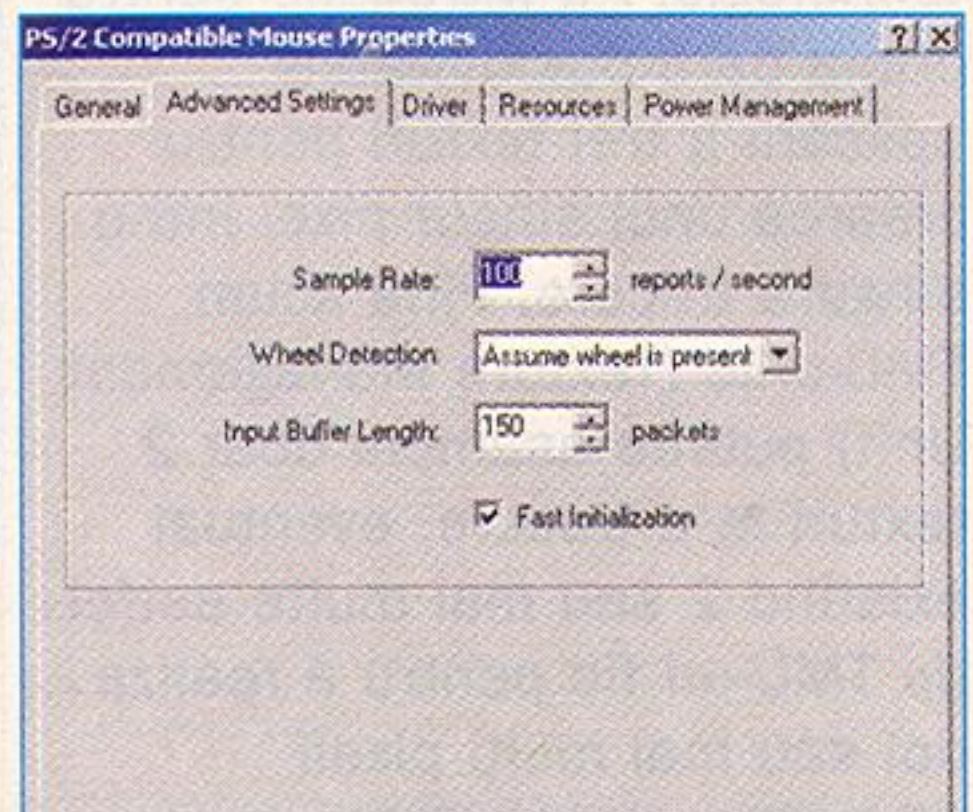 PS/2 Compatible Mouse Properties
General Advanced Settings Driver Resources Power Management
Sample Rate: 100 reports / second
Wheel Detection Assume wheel is present
Input Buffer Length: 150 packets
Fast Initialization